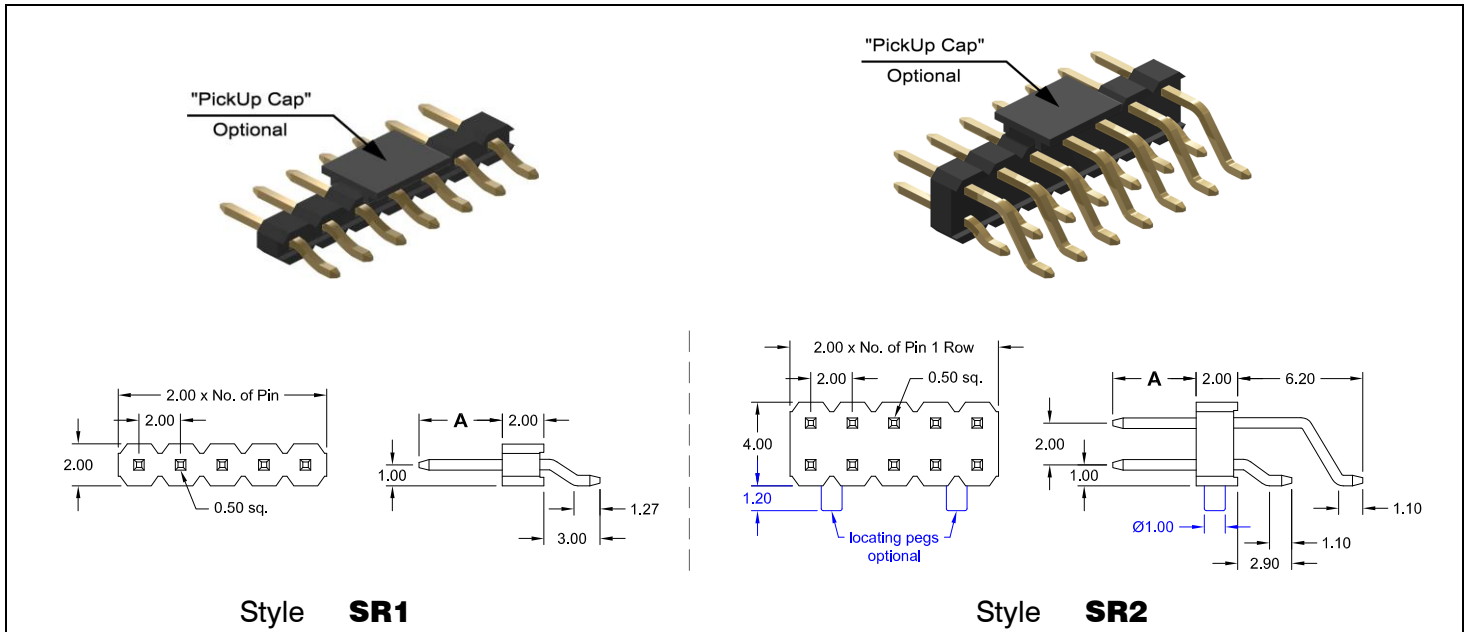 "PickUp Cap"
Optional
"PickUp Cap"
Optional
2.00 x No. of Pin
2.00
2.00
0.50 sq.
A
2.00
1.00
1.27
3.00
2.00 x No. of Pin 1 Row
2.00
0.50 sq.
4.00
1.20
locating pegs
optional
A
2.00
6.20
2.00
1.00
Ø1.00
1.10
1.10
2.90
Style SR1
Style SR2